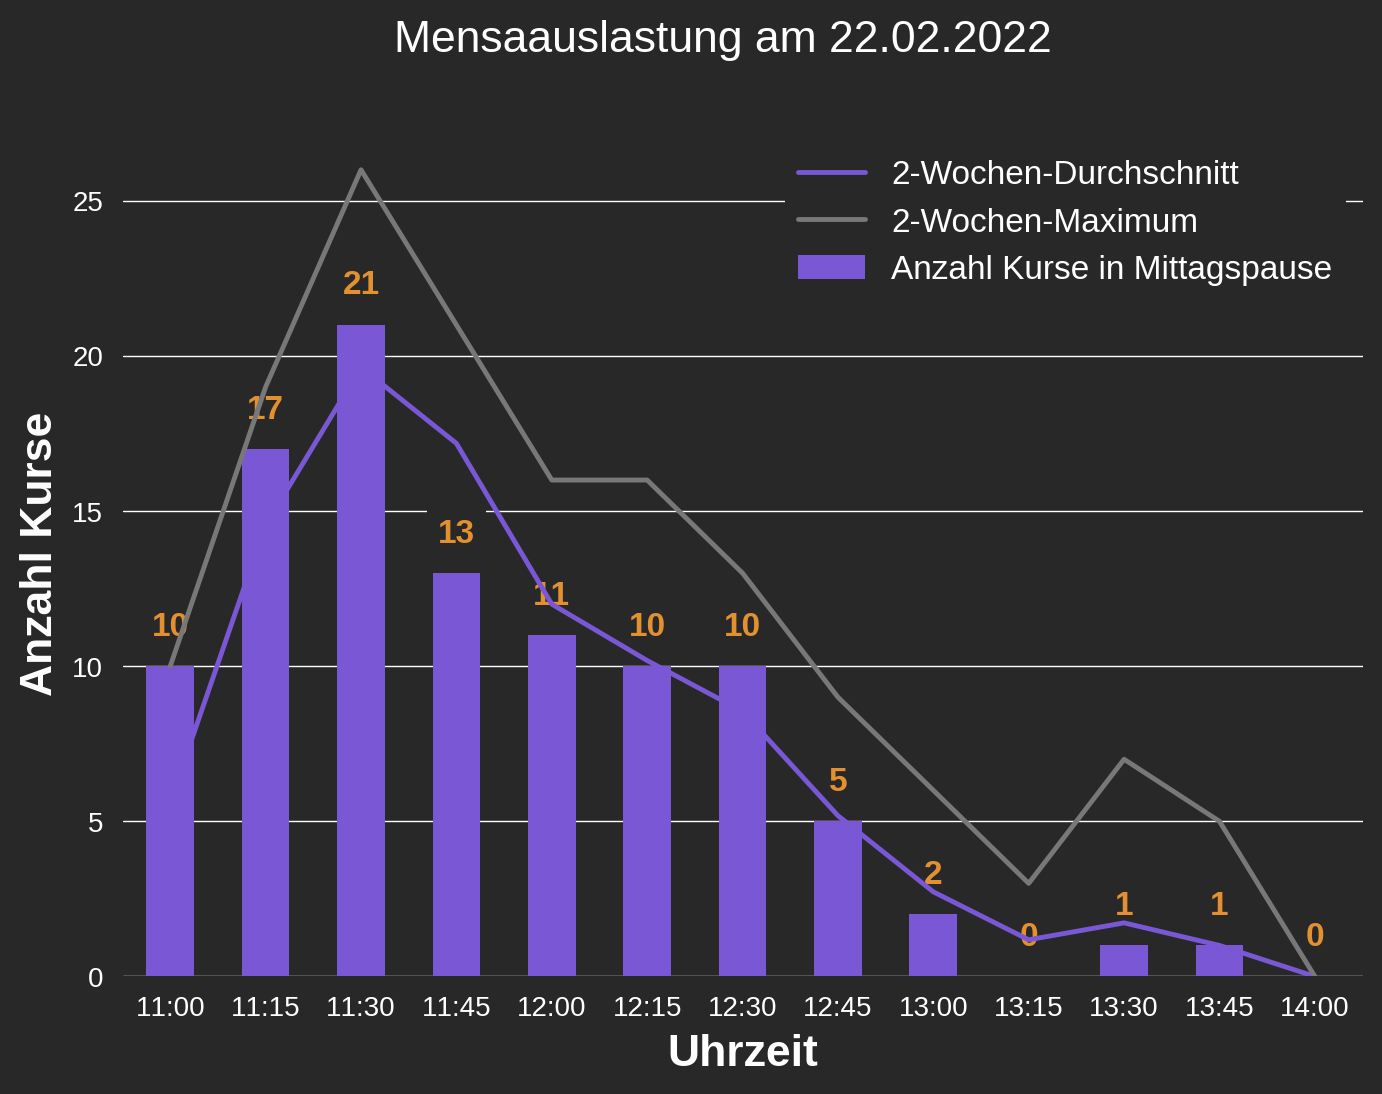 Mensaauslastung am 22.02.2022
2-Wochen-Durchschnitt
2-Wochen-Maximum
Anzahl Kurse in Mittagspause
Anzahl Kurse
25
20
15
10
5
0
10
17
21
13
11
10
10
5
2
0
1
1
0
11:00 11:15 11:30 11:45 12:00 12:15 12:30 12:45 13:00 13:15 13:30 13:45 14:00
Uhrzeit